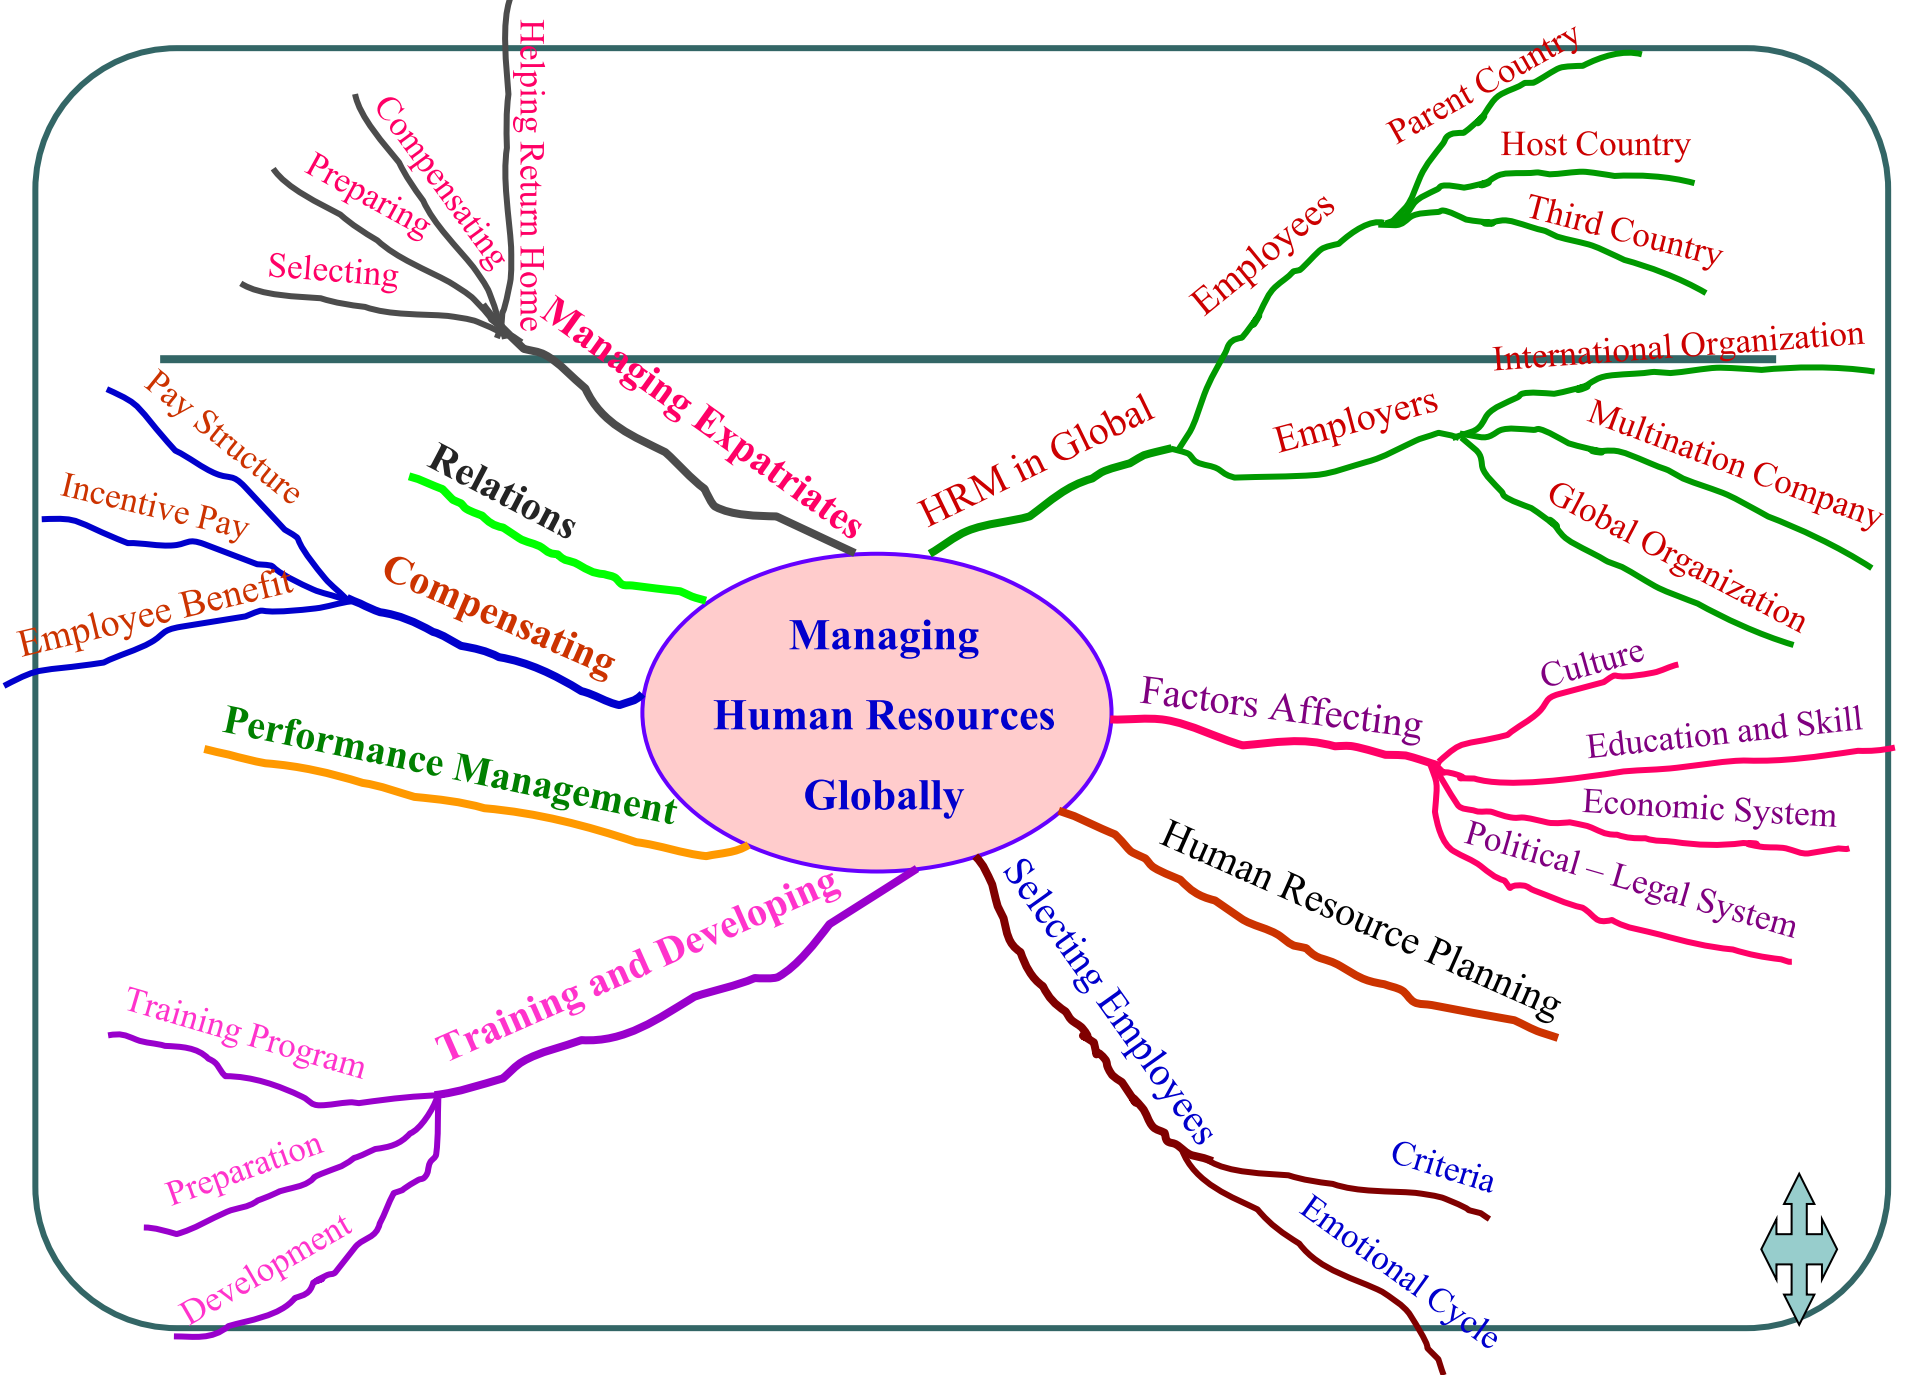 Managing
Human Resources
Globally
HRM in Global
Employees
Parent Country
Host Country
Third Country
Employers
International Organization
Multination Company
Global Organization
Factors Affecting
Culture
Education and Skill
Economic System
Political – Legal System
Human Resource Planning
Selecting Employees
Criteria
Emotional Cycle
Training and Developing
Training Program
Preparation
Development
Performance Management
Compensating
Pay Structure
Incentive Pay
Employee Benefit
Relations
Managing Expatriates
Selecting
Preparing
Compensating
Helping Return Home